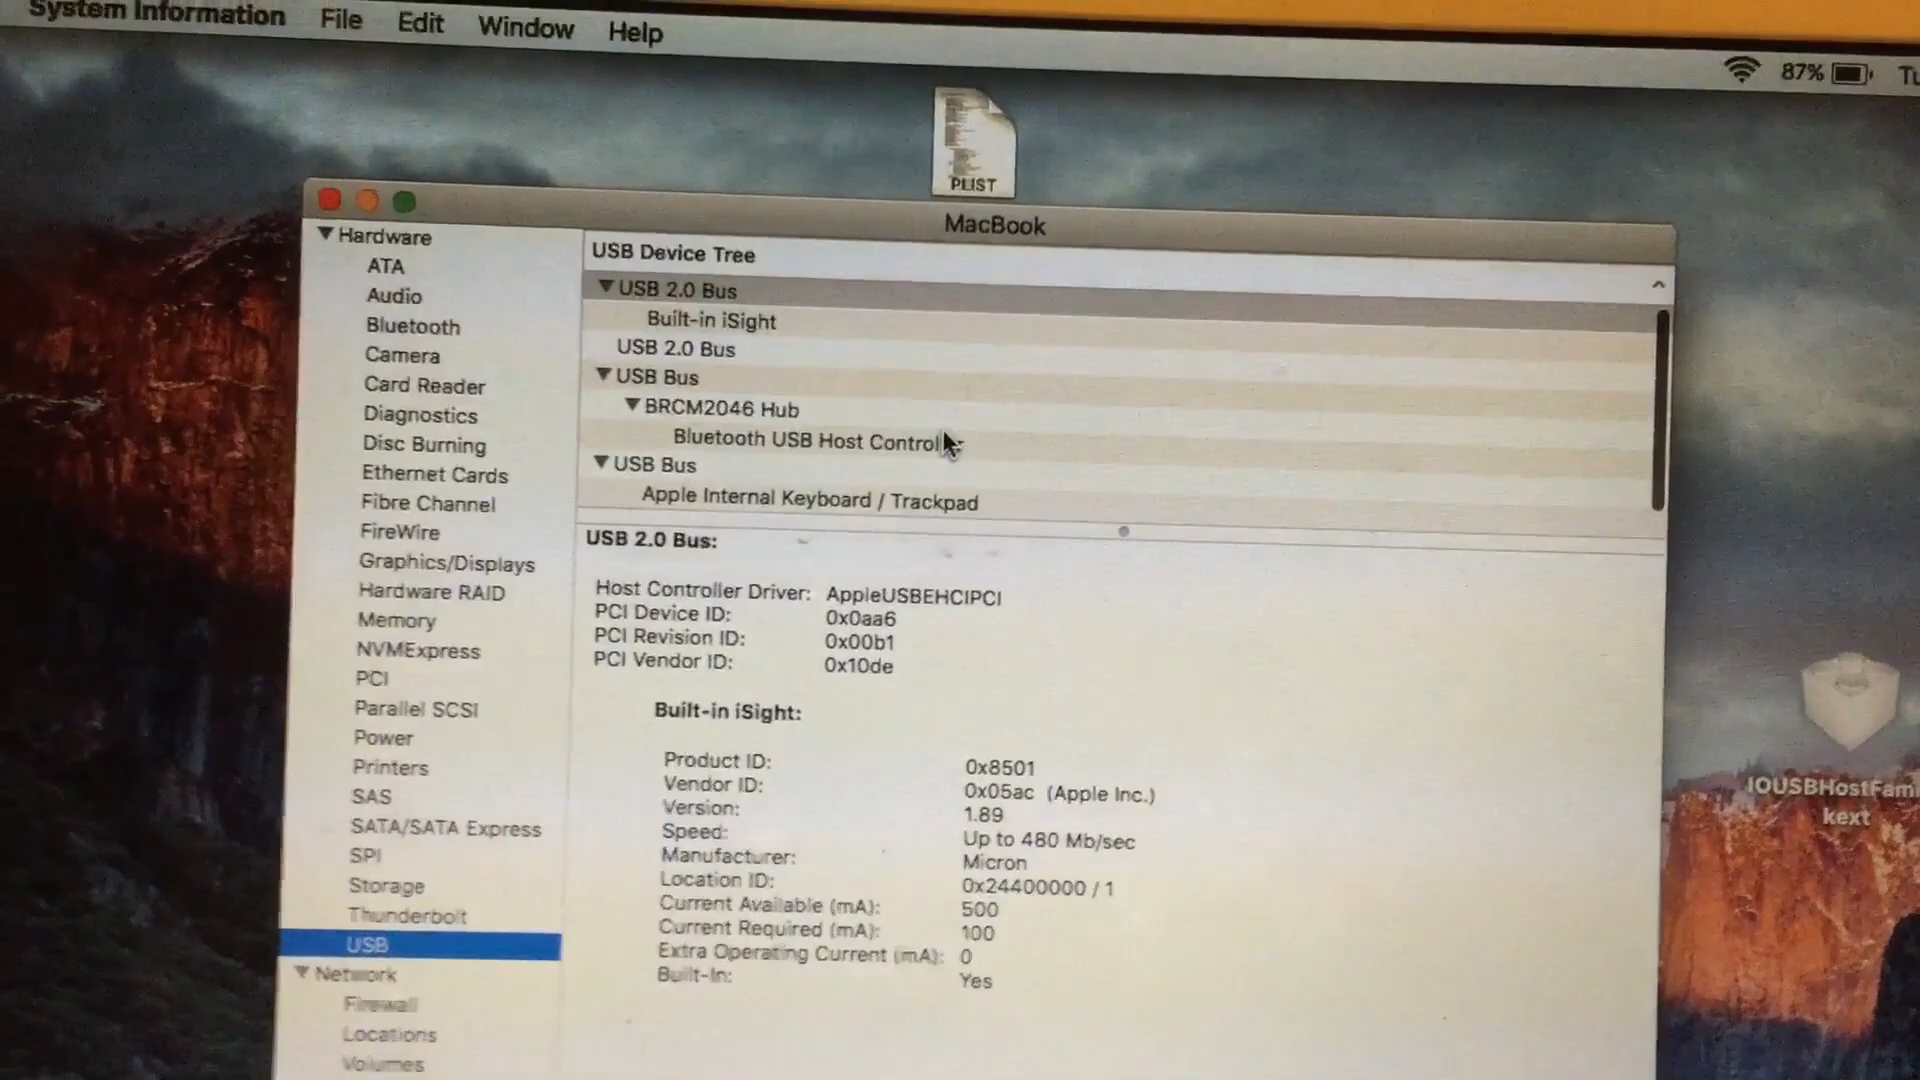 System Information File Edit Window Help
87%
PLIST
MacBook
Hardware
ATA
Audio
Bluetooth
Camera
Card Reader
Diagnostics
Disc Burning
Ethernet Cards
Fibre Channel
FireWire
Graphics/Displays
Hardware RAID
Memory
NVMExpress
PCI
Parallel SCSI
Power
Printers
SAS
SATA/SATA Express
SPI
Storage
Thunderbolt
USB
Network
Firewall
Locations
Volumes
USB Device Tree
USB 2.0 Bus
Built-in iSight
USB 2.0 Bus
USB Bus
BRCM2046 Hub
Bluetooth USB Host Control
USB Bus
Apple Internal Keyboard / Trackpad
USB 2.0 Bus:
Host Controller Driver: AppleUSBEHCIPCI
PCI Device ID: 0x0aa6
PCI Revision ID: 0x00b1
PCI Vendor ID: 0x10de
Built-in iSight:
Product ID: 0x8501
Vendor ID: 0x05ac (Apple Inc.)
Version: 1.89
Speed: Up to 480 Mb/sec
Manufacturer: Micron
Location ID: 0x24400000 / 1
Current Available (mA): 500
Current Required (mA): 100
Extra Operating Current (mA): 0
Built-In: Yes
IOUSBHostFam
kext